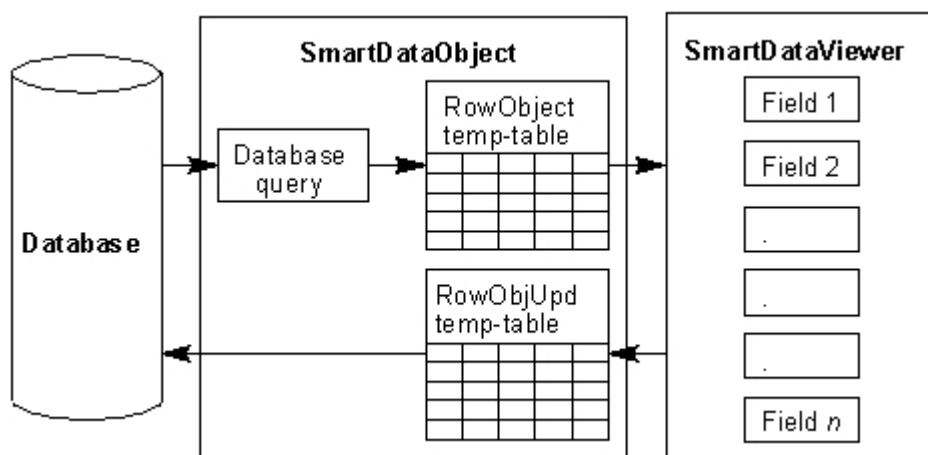 SmartDataObject
SmartDataViewer
RowObject
temp-table
Database
query
Database
RowObjUpd
temp-table
Field 1
Field 2
.
.
.
Field n